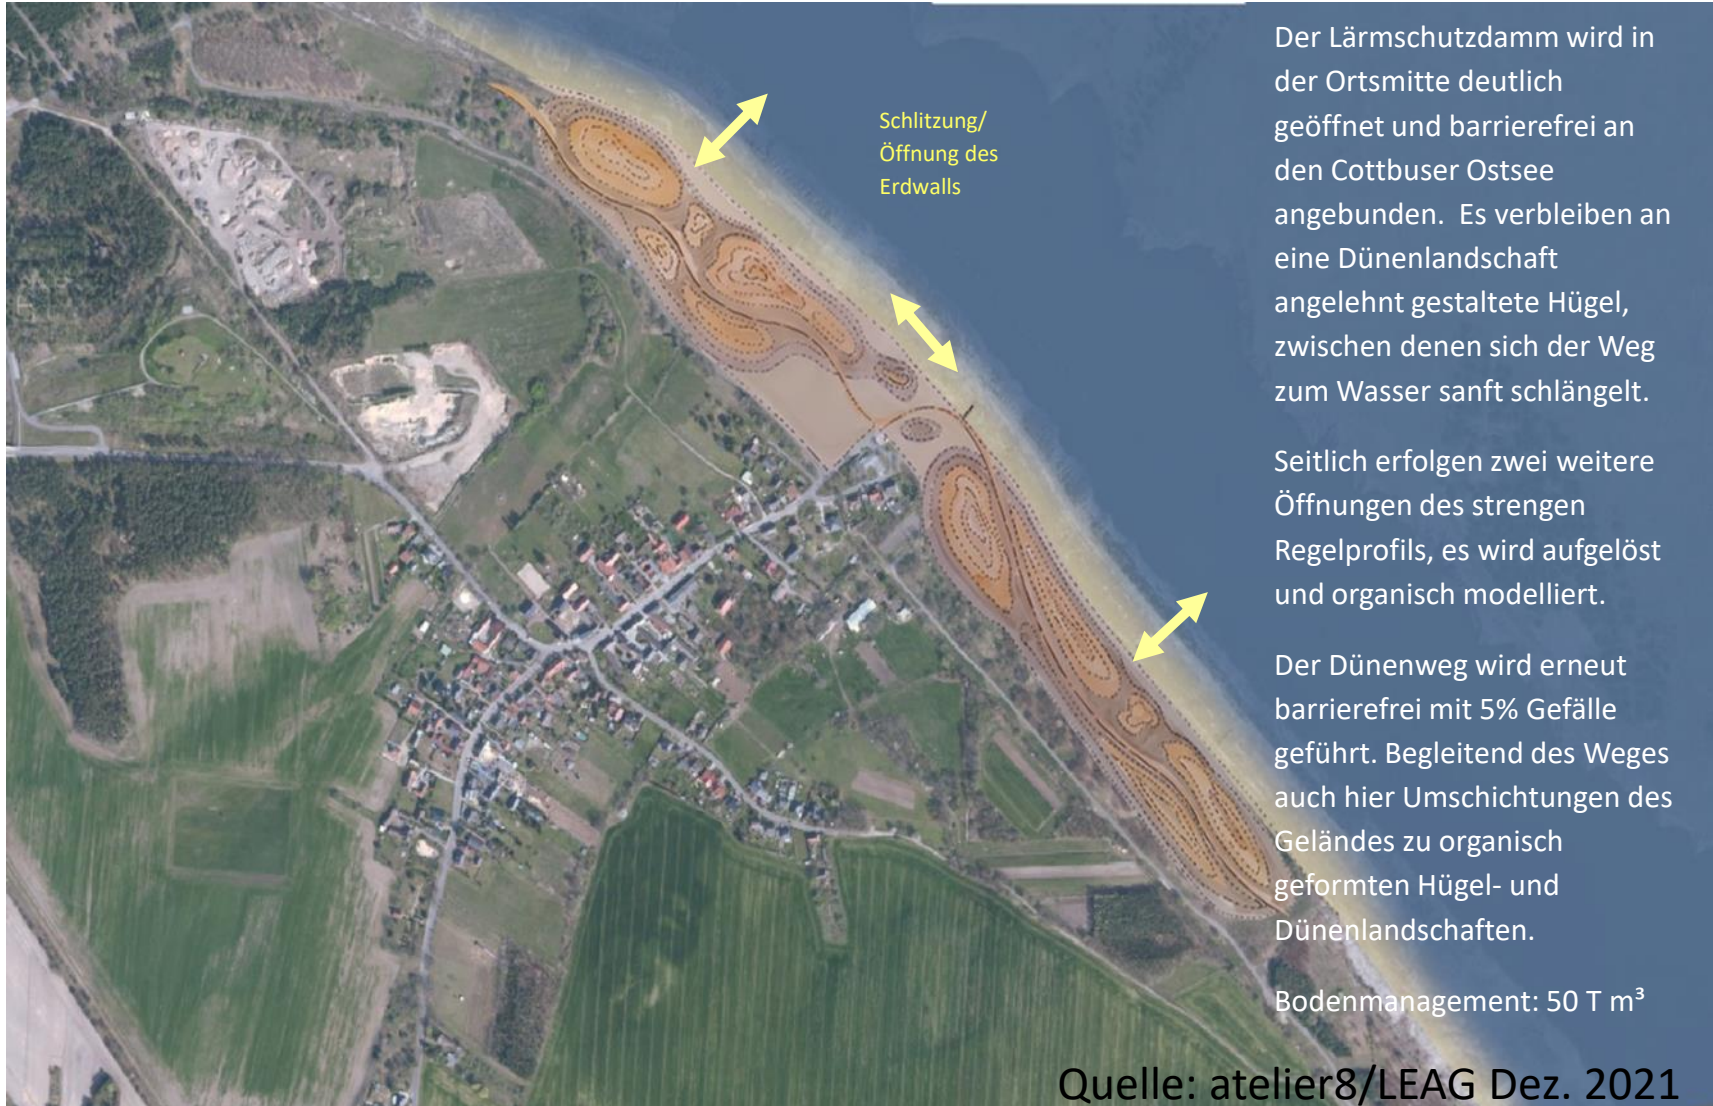 Schlitzung/
Öffnung des
Erdwalls
Der Lärmschutzdamm wird in
der Ortsmitte deutlich
geöffnet und barrierefrei an
den Cottbuser Ostsee
angebunden.  Es verbleiben an
eine Dünenlandschaft
angelehnt gestaltete Hügel,
zwischen denen sich der Weg
zum Wasser sanft schlängelt.
Seitlich erfolgen zwei weitere
Öffnungen des strengen
Regelprofils, es wird aufgelöst
und organisch modelliert.
Der Dünenweg wird erneut
barrierefrei mit 5% Gefälle
geführt. Begleitend des Weges
auch hier Umschichtungen des
Geländes zu organisch
geformten Hügel- und
Dünenlandschaften.
Bodenmanagement: 50 T m³
Quelle: atelier8/LEAG Dez. 2021